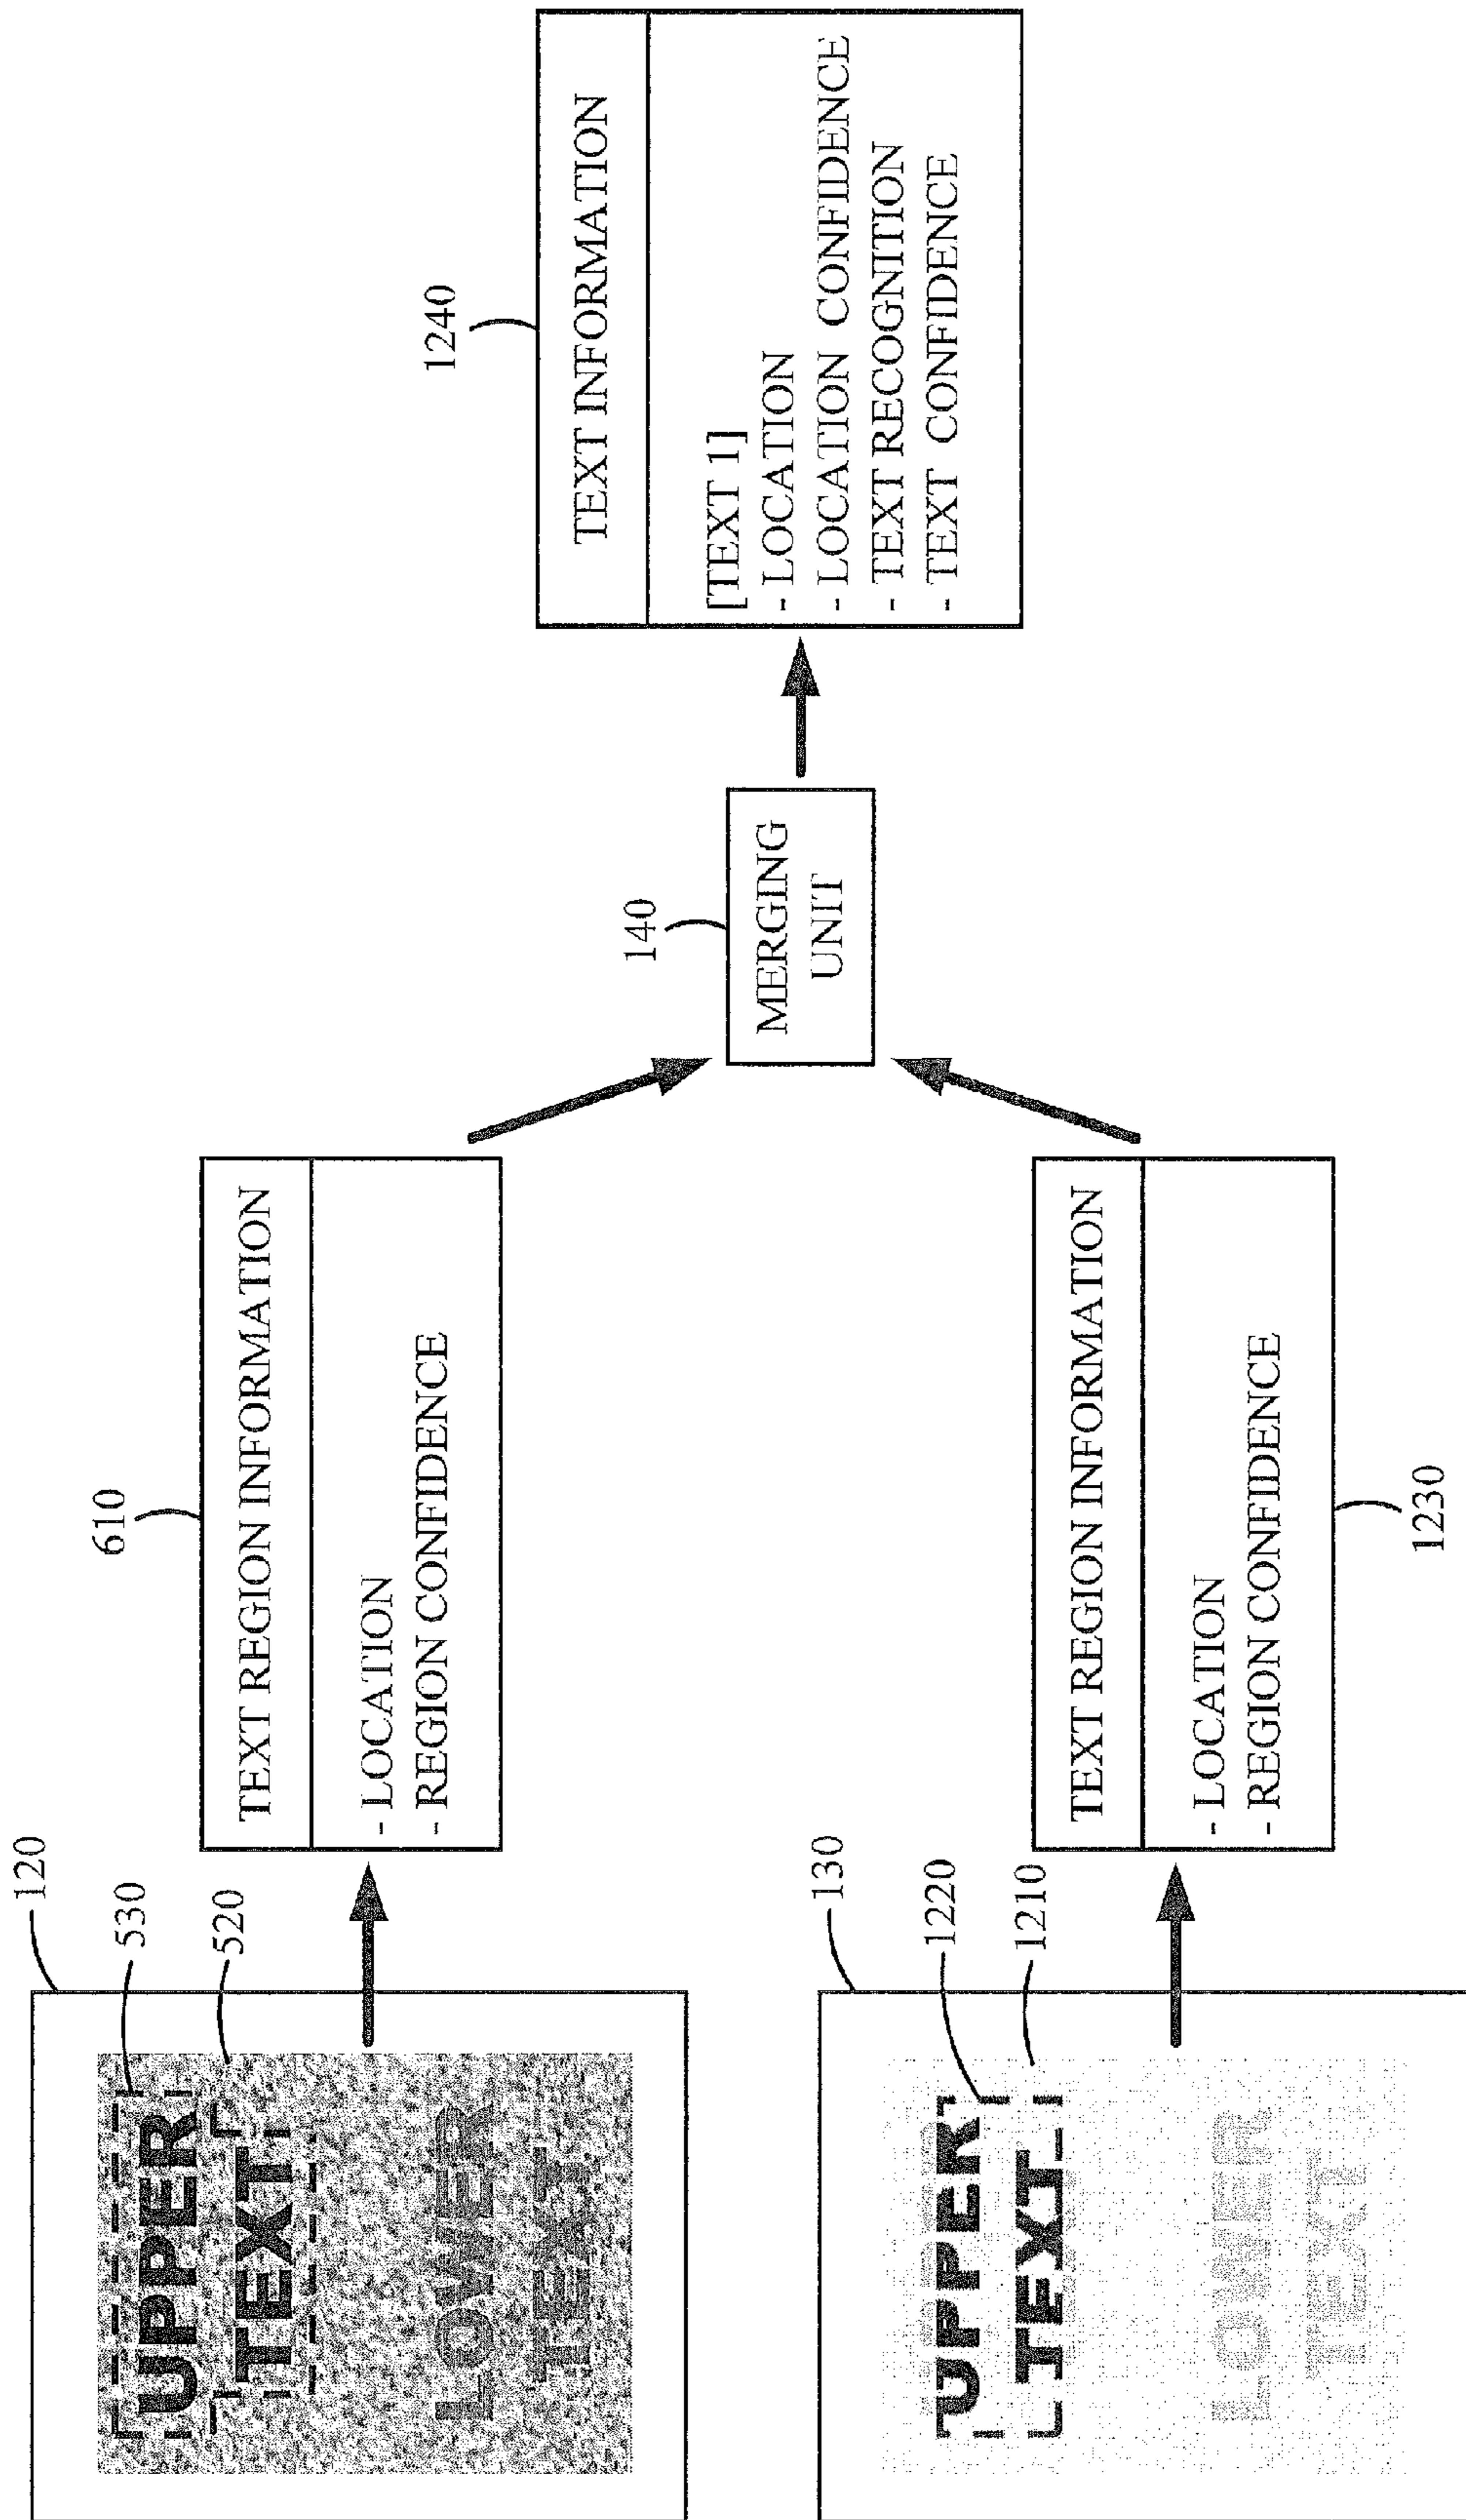 120
530
520
UPPER
TEXT
LOWER
TEXT
610
TEXT REGION INFORMATION
- LOCATION
- REGION CONFIDENCE
130
1220
1210
UPPER
TEXT
LOWER
TEXT
TEXT REGION INFORMATION
- LOCATION
- REGION CONFIDENCE
1230
140
MERGING
UNIT
1240
TEXT INFORMATION
[TEXT 1]
- LOCATION
- LOCATION CONFIDENCE
- TEXT RECOGNITION
- TEXT CONFIDENCE